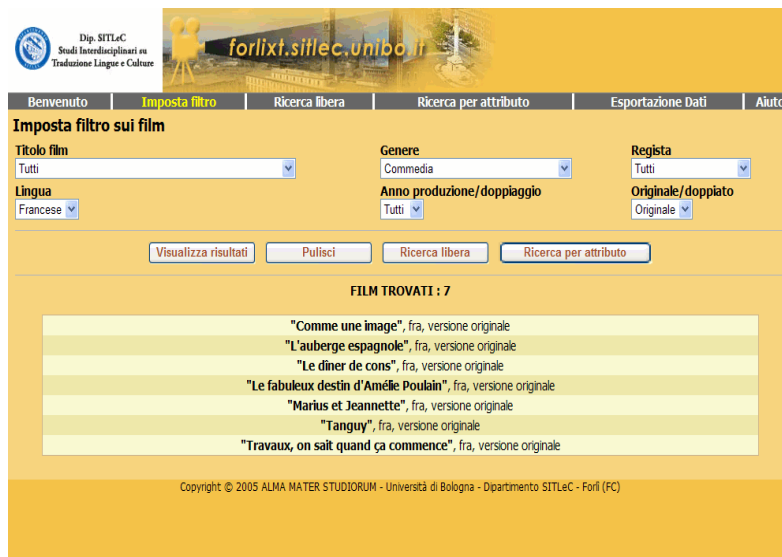 Dip. SITLeC
Studi Interdisciplinari su
Traduzione Lingue e Culture
forlixt.sitlec.unibo.it
Benvenuto Imposta filtro Ricerca libera Ricerca per attributo Esportazione Dati Aiuto
Imposta filtro sui film
Titolo film Genere Regista
Tutti Commedia Tutti
Lingua Anno produzione/doppiaggio Originale/doppiato
Francese Tutti Originale
Visualizza risultati Pulisci Ricerca libera Ricerca per attributo
FILM TROVATI : 7
"Comme une image", fra, versione originale
"L'auberge espagnole", fra, versione originale
"Le dîner de cons", fra, versione originale
"Le fabuleux destin d'Amélie Poulain", fra, versione originale
"Marius et Jeannette", fra, versione originale
"Tanguy", fra, versione originale
"Travaux, on sait quand ça commence", fra, versione originale
Copyright © 2005 ALMA MATER STUDIORUM - Università di Bologna - Dipartimento SITLeC - Forlì (FC)